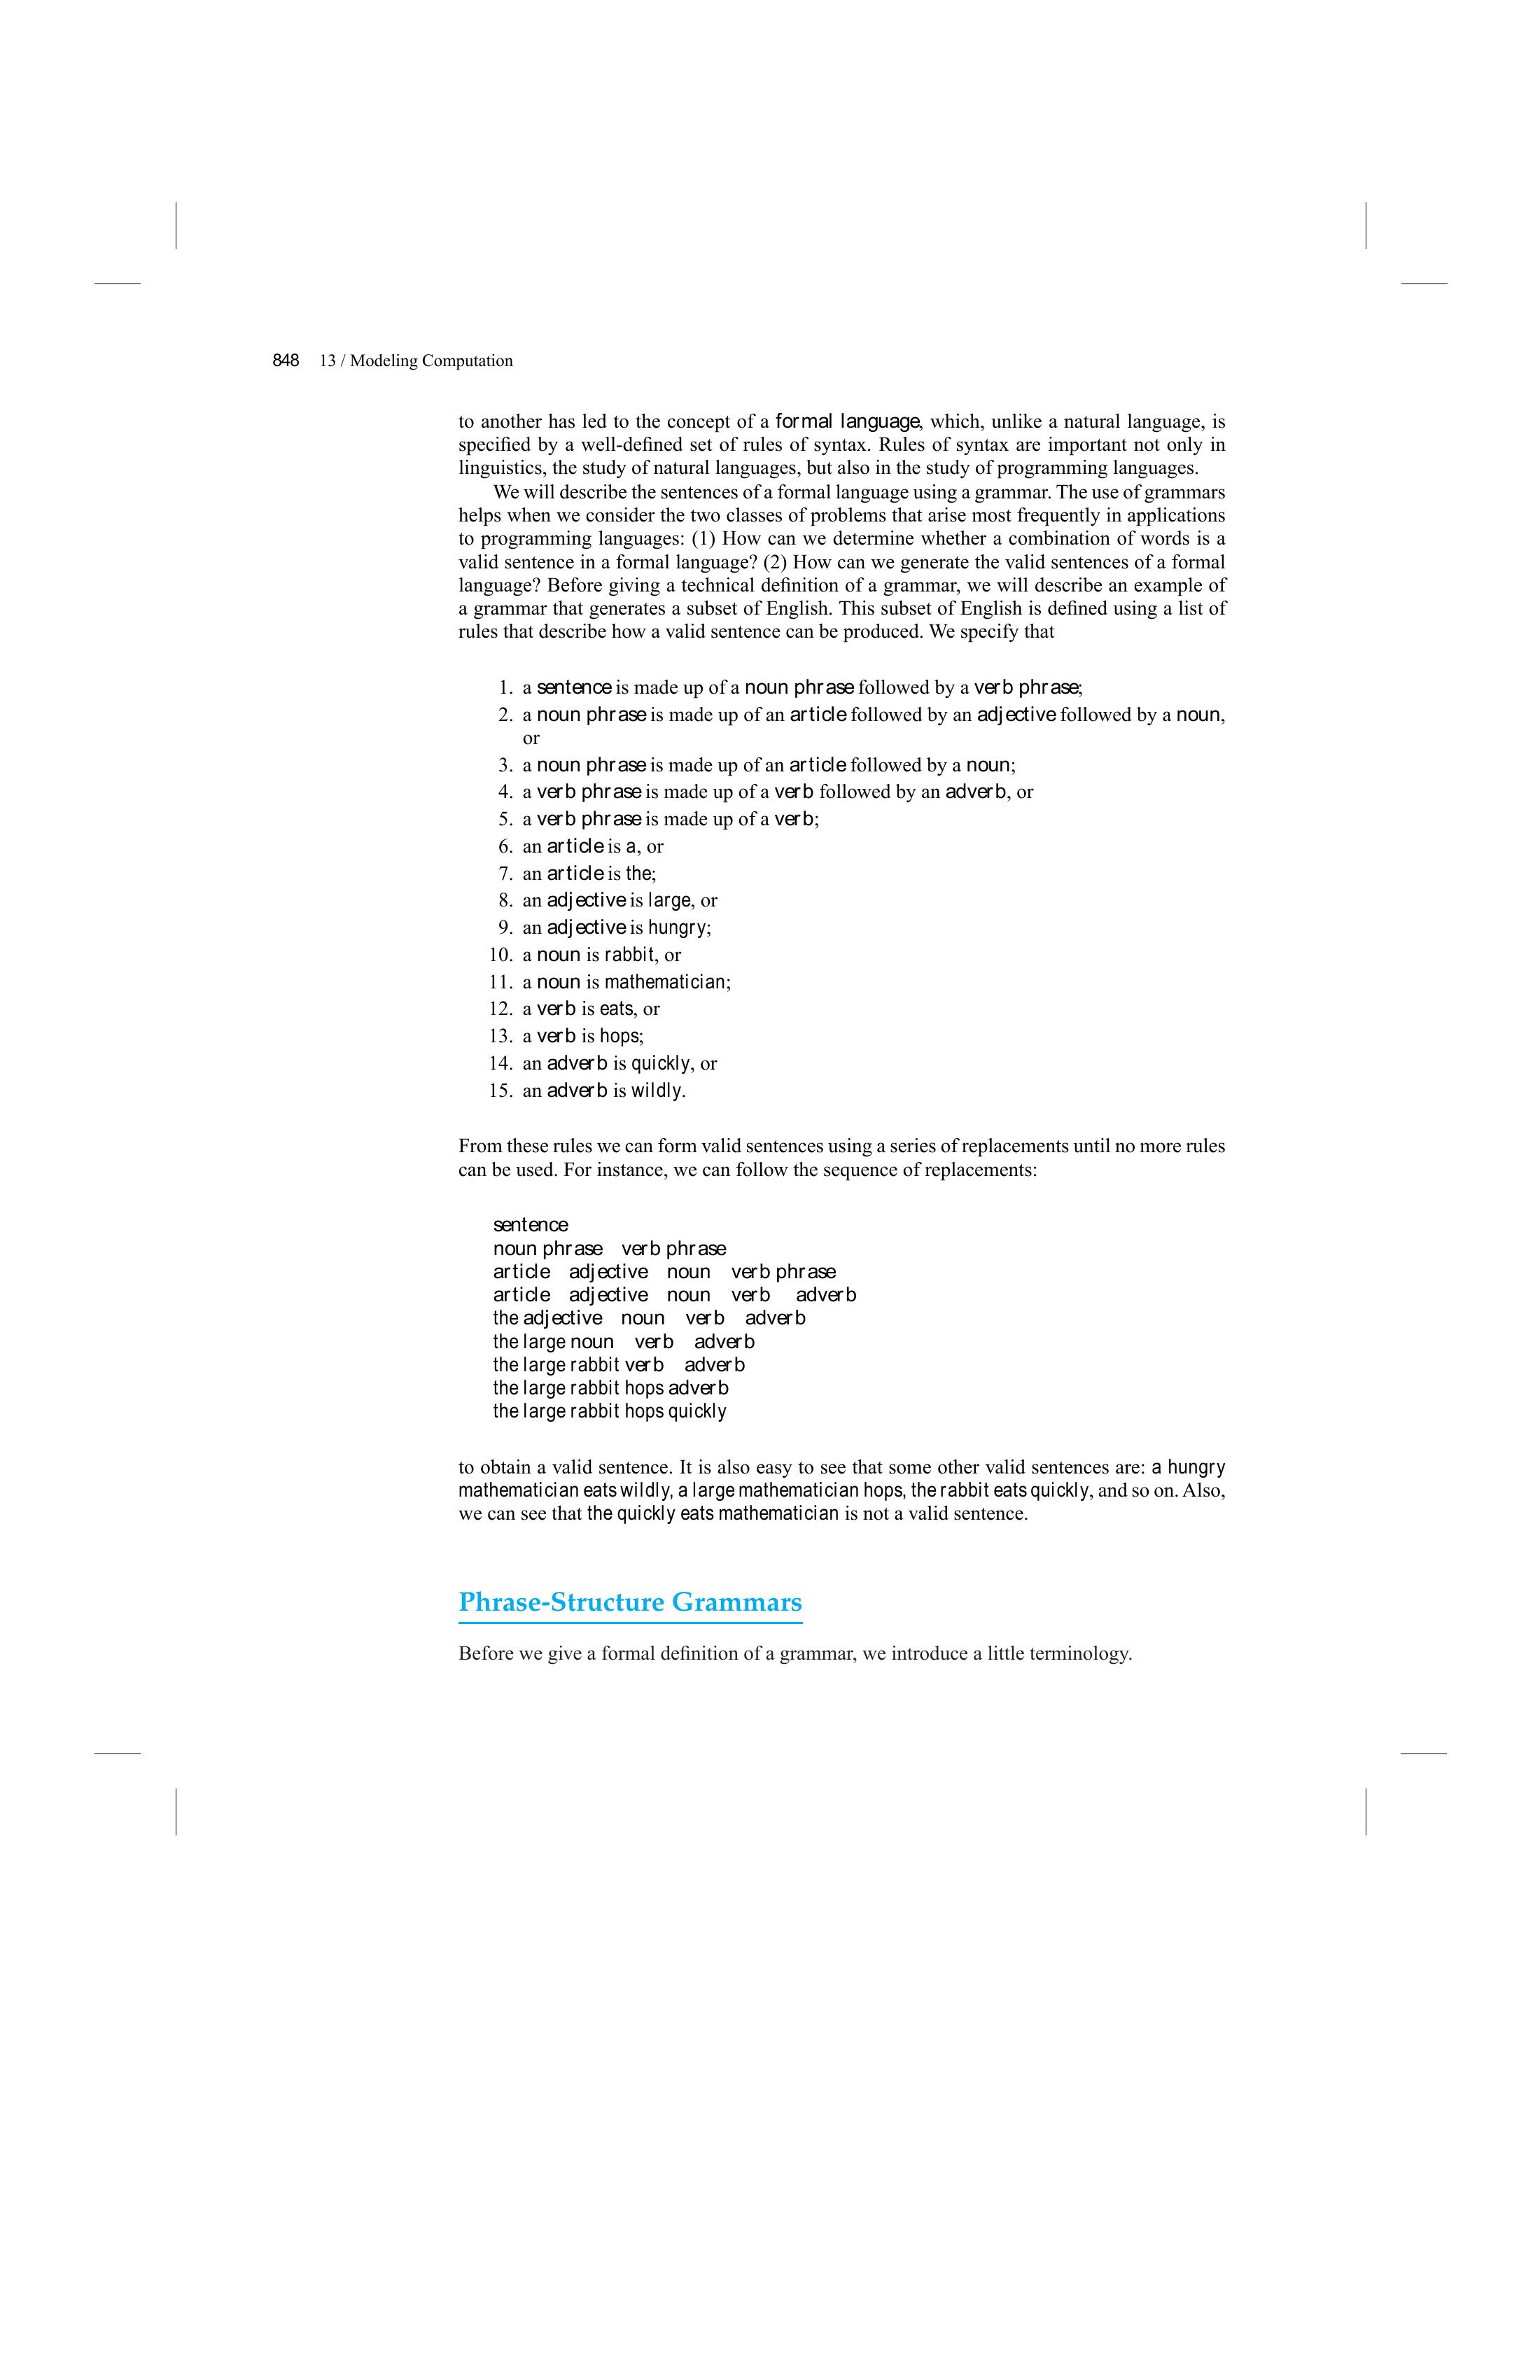 848 13 / Modeling Computation
to another has led to the concept of a formal language, which, unlike a natural language, is
specified by a well-defined set of rules of syntax. Rules of syntax are important not only in
linguistics, the study of natural languages, but also in the study of programming languages.
We will describe the sentences of a formal language using a grammar. The use of grammars
helps when we consider the two classes of problems that arise most frequently in applications
to programming languages: (1) How can we determine whether a combination of words is a
valid sentence in a formal language? (2) How can we generate the valid sentences of a formal
language? Before giving a technical definition of a grammar, we will describe an example of
a grammar that generates a subset of English. This subset of English is defined using a list of
rules that describe how a valid sentence can be produced. We specify that
1. a sentence is made up of a noun phrase followed by a verb phrase;
2. a noun phrase is made up of an article followed by an adjective followed by a noun,
or
3. a noun phrase is made up of an article followed by a noun;
4. a verb phrase is made up of a verb followed by an adverb, or
5. a verb phrase is made up of a verb;
6. an article is a, or
7. an article is the;
8. an adjective is large, or
9. an adjective is hungry;
10. a noun is rabbit, or
11. a noun is mathematician;
12. a verb is eats, or
13. a verb is hops;
14. an adverb is quickly, or
15. an adverb is wildly.
From these rules we can form valid sentences using a series of replacements until no more rules
can be used. For instance, we can follow the sequence of replacements:
sentence
noun phrase verb phrase
article adjective noun verb phrase
article adjective noun verb adverb
the adjective noun verb adverb
the large noun verb adverb
the large rabbit verb adverb
the large rabbit hops adverb
the large rabbit hops quickly
to obtain a valid sentence. It is also easy to see that some other valid sentences are: a hungry
mathematician eats wildly, a large mathematician hops, the rabbit eats quickly, and so on. Also,
we can see that the quickly eats mathematician is not a valid sentence.
Phrase-Structure Grammars
Before we give a formal definition of a grammar, we introduce a little terminology.